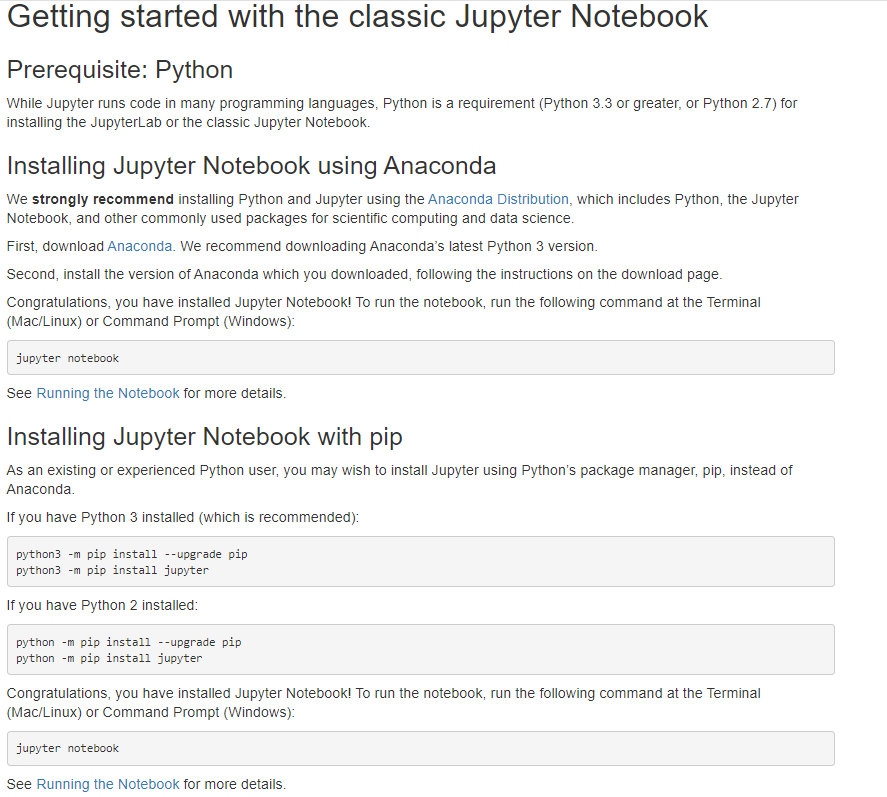 Getting started with the classic Jupyter Notebook
Prerequisite: Python
While Jupyter runs code in many programming languages, Python is a requirement (Python 3.3 or greater, or Python 2.7) for
installing the JupyterLab or the classic Jupyter Notebook.
Installing Jupyter Notebook using Anaconda
We strongly recommend installing Python and Jupyter using the Anaconda Distribution, which includes Python, the Jupyter
Notebook, and other commonly used packages for scientific computing and data science.
First, download Anaconda. We recommend downloading Anaconda’s latest Python 3 version.
Second, install the version of Anaconda which you downloaded, following the instructions on the download page.
Congratulations, you have installed Jupyter Notebook! To run the notebook, run the following command at the Terminal
(Mac/Linux) or Command Prompt (Windows):
jupyter notebook
See Running the Notebook for more details.
Installing Jupyter Notebook with pip
As an existing or experienced Python user, you may wish to install Jupyter using Python’s package manager, pip, instead of
Anaconda.
If you have Python 3 installed (which is recommended):
python3 -m pip install --upgrade pip
python3 -m pip install jupyter
If you have Python 2 installed:
python -m pip install --upgrade pip
python -m pip install jupyter
Congratulations, you have installed Jupyter Notebook! To run the notebook, run the following command at the Terminal
(Mac/Linux) or Command Prompt (Windows):
jupyter notebook
See Running the Notebook for more details.